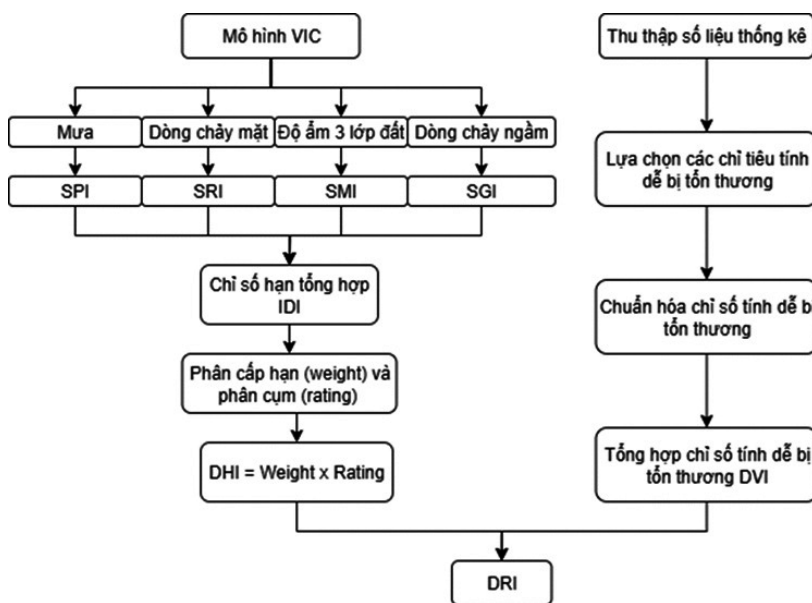 Mô hình VIC
Thu thập số liệu thống kê
Mưa
Dòng chảy mặt
Độ ẩm 3 lớp đất
Dòng chảy ngầm
SPI
SRI
SMI
SGI
Lựa chọn các chỉ tiêu tính
dễ bị tổn thương
Chỉ số hạn tổng hợp
IDI
Chuẩn hóa chỉ số tính dễ b
tổn thương
Phân cấp hạn (weight) và
phân cụm (rating)
DHI = Weight x Rating
Tổng hợp chỉ số tính dễ bị
tổn thương DVI
DRI